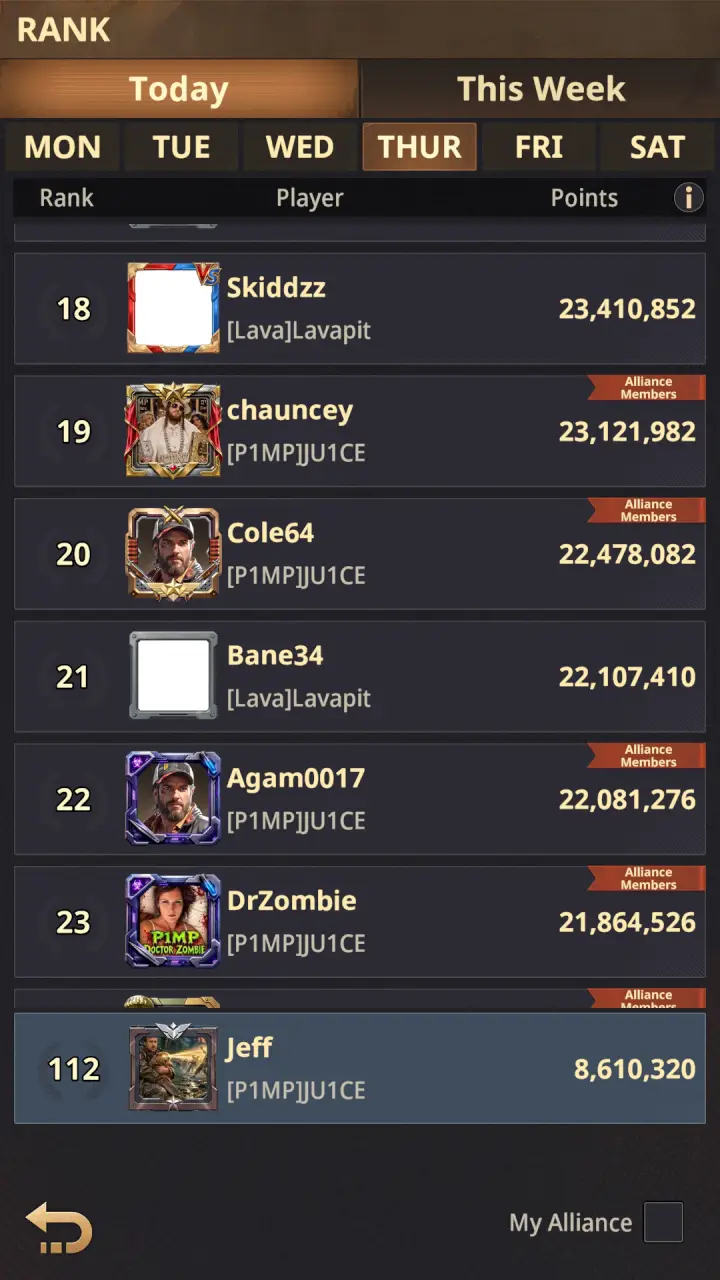 RANK
Today
This Week
MON
TUE
WED
THUR
FRI
SAT
Rank
Player
Points
i
18
VS
Skiddzz
[Lava]Lavapit
23,410,852
Alliance
Members
19
chauncey
[P1MP]JU1CE
23,121,982
Alliance
Members
20
Cole64
[P1MP]JU1CE
22,478,082
21
Bane34
[Lava]Lavapit
22,107,410
Alliance
Members
22
Agam0017
[P1MP]JU1CE
22,081,276
Alliance
Members
23
P1MP
DOCTOR ZOMBIE
DrZombie
[P1MP]JU1CE
21,864,526
Alliance
Members
112
Jeff
[P1MP]JU1CE
8,610,320
My Alliance